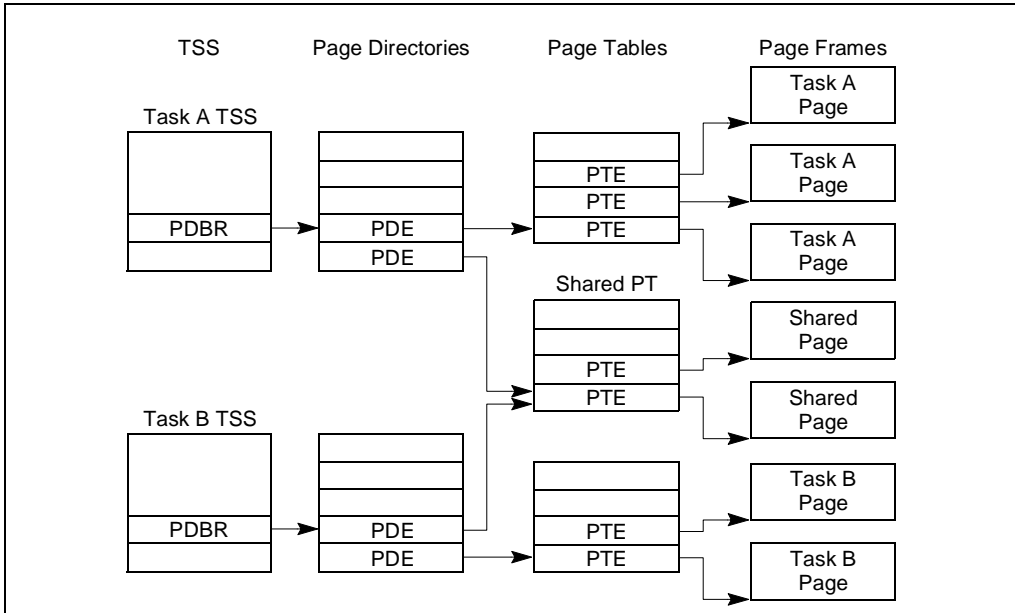 TSS
Page Directories
Page Tables
Page Frames
Task A TSS
PDBR
PDE
PDE
PTE
PTE
PTE
Task A
Page
Task A
Page
Task A
Page
Shared PT
PTE
PTE
Shared
Page
Shared
Page
Task B TSS
PDBR
PDE
PDE
PTE
PTE
Task B
Page
Task B
Page